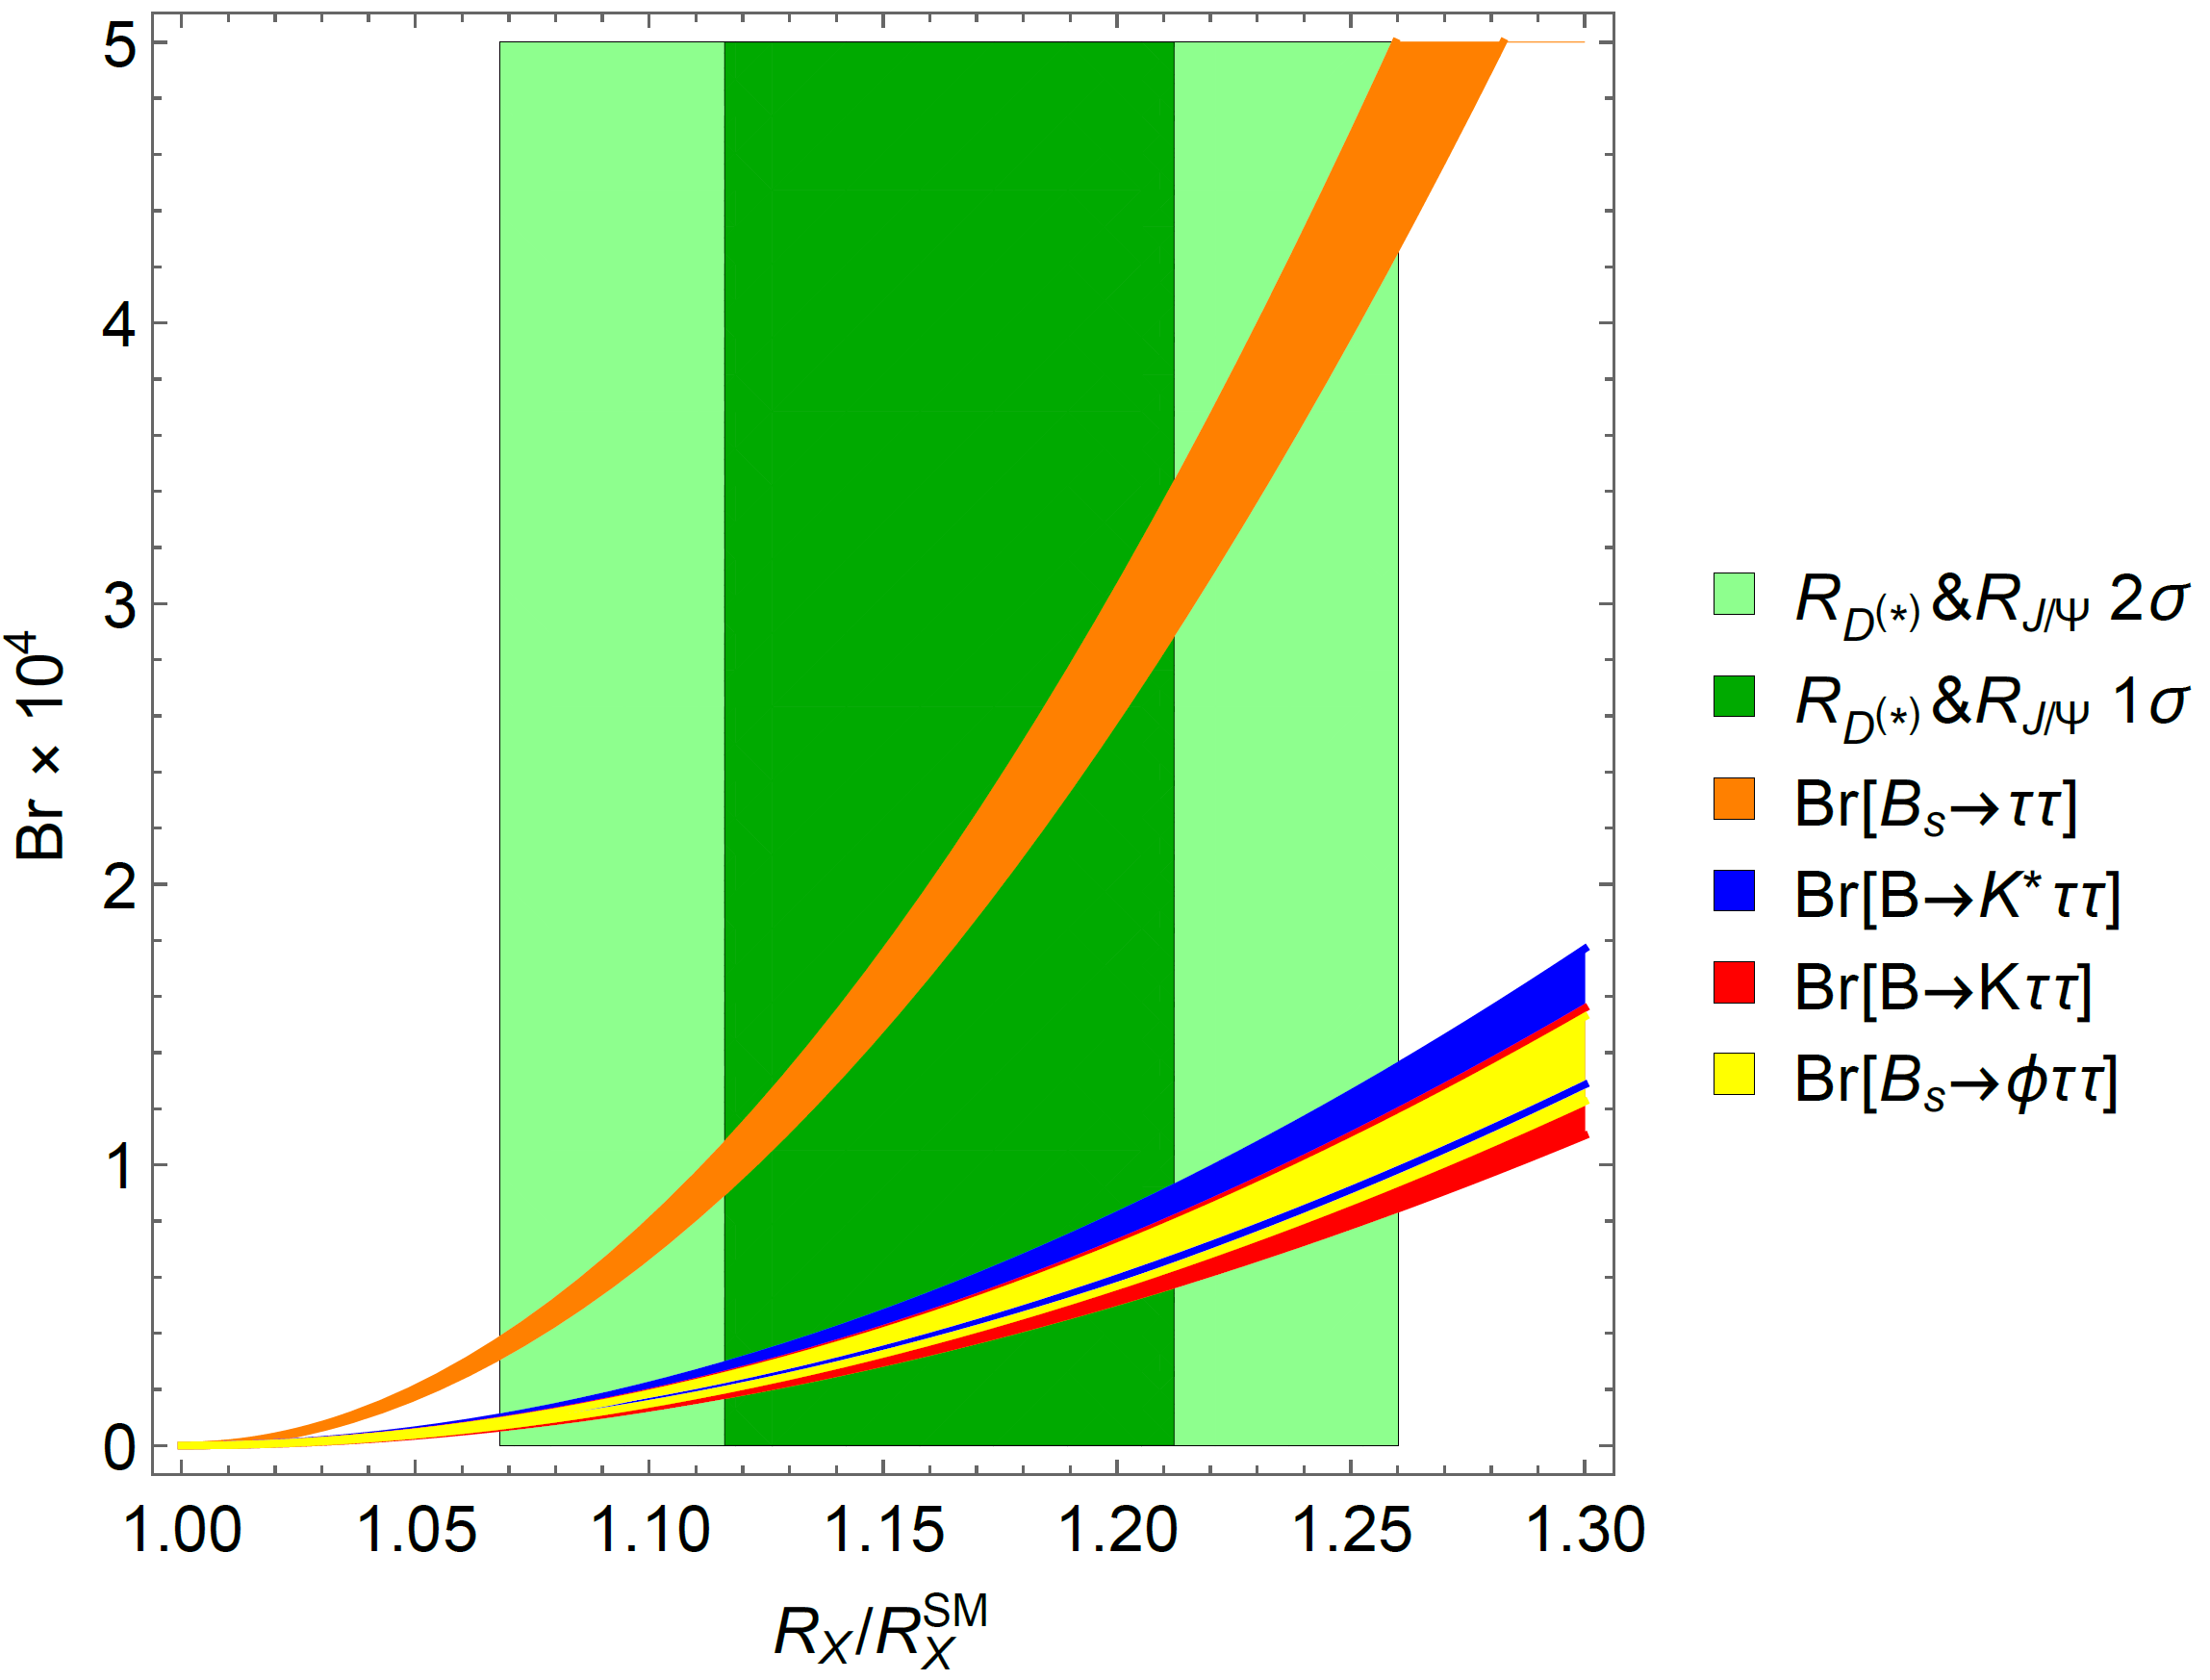 5
4
3
2
1
0
Br × 10⁴
1.00 1.05 1.10 1.15 1.20 1.25 1.30
R_X/R_X^SM
R_D(*) & R_J/Ψ 2σ
R_D(*) & R_J/Ψ 1σ
Br[B_s→ττ]
Br[B→K*ττ]
Br[B→Kττ]
Br[B_s→ϕττ]